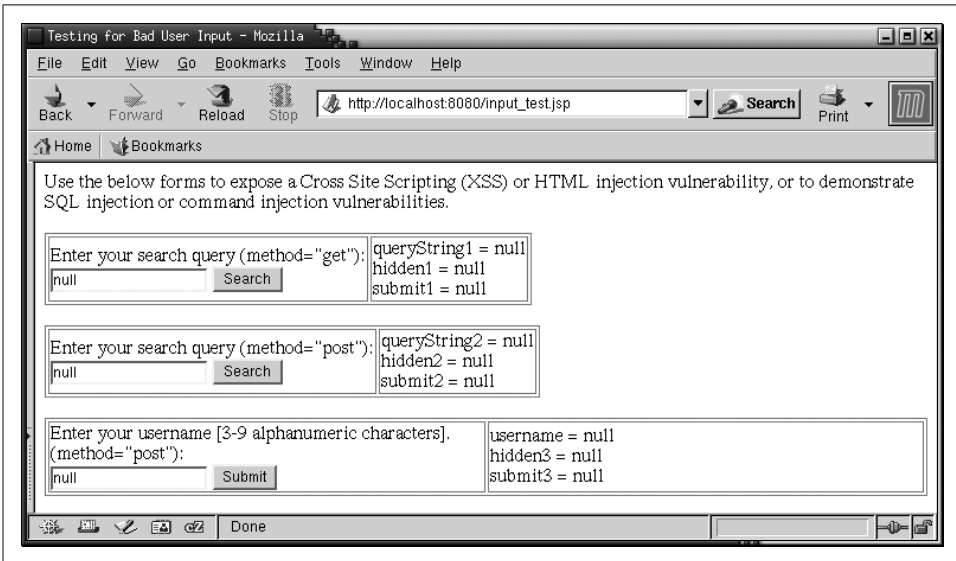 Testing for Bad User Input - Mozilla
File Edit View Go Bookmarks Tools Window Help
Back Forward Reload Stop http://localhost:8080/input_test.jsp Search Print
Home Bookmarks
Use the below forms to expose a Cross Site Scripting (XSS) or HTML injection vulnerability, or to demonstrate
SQL injection or command injection vulnerabilities.
Enter your search query (method="get"):
null Search
queryString1 = null
hidden1 = null
submit1 = null
Enter your search query (method="post"):
null Search
queryString2 = null
hidden2 = null
submit2 = null
Enter your username [3-9 alphanumeric characters].
(method="post"):
null Submit
username = null
hidden3 = null
submit3 = null
Done